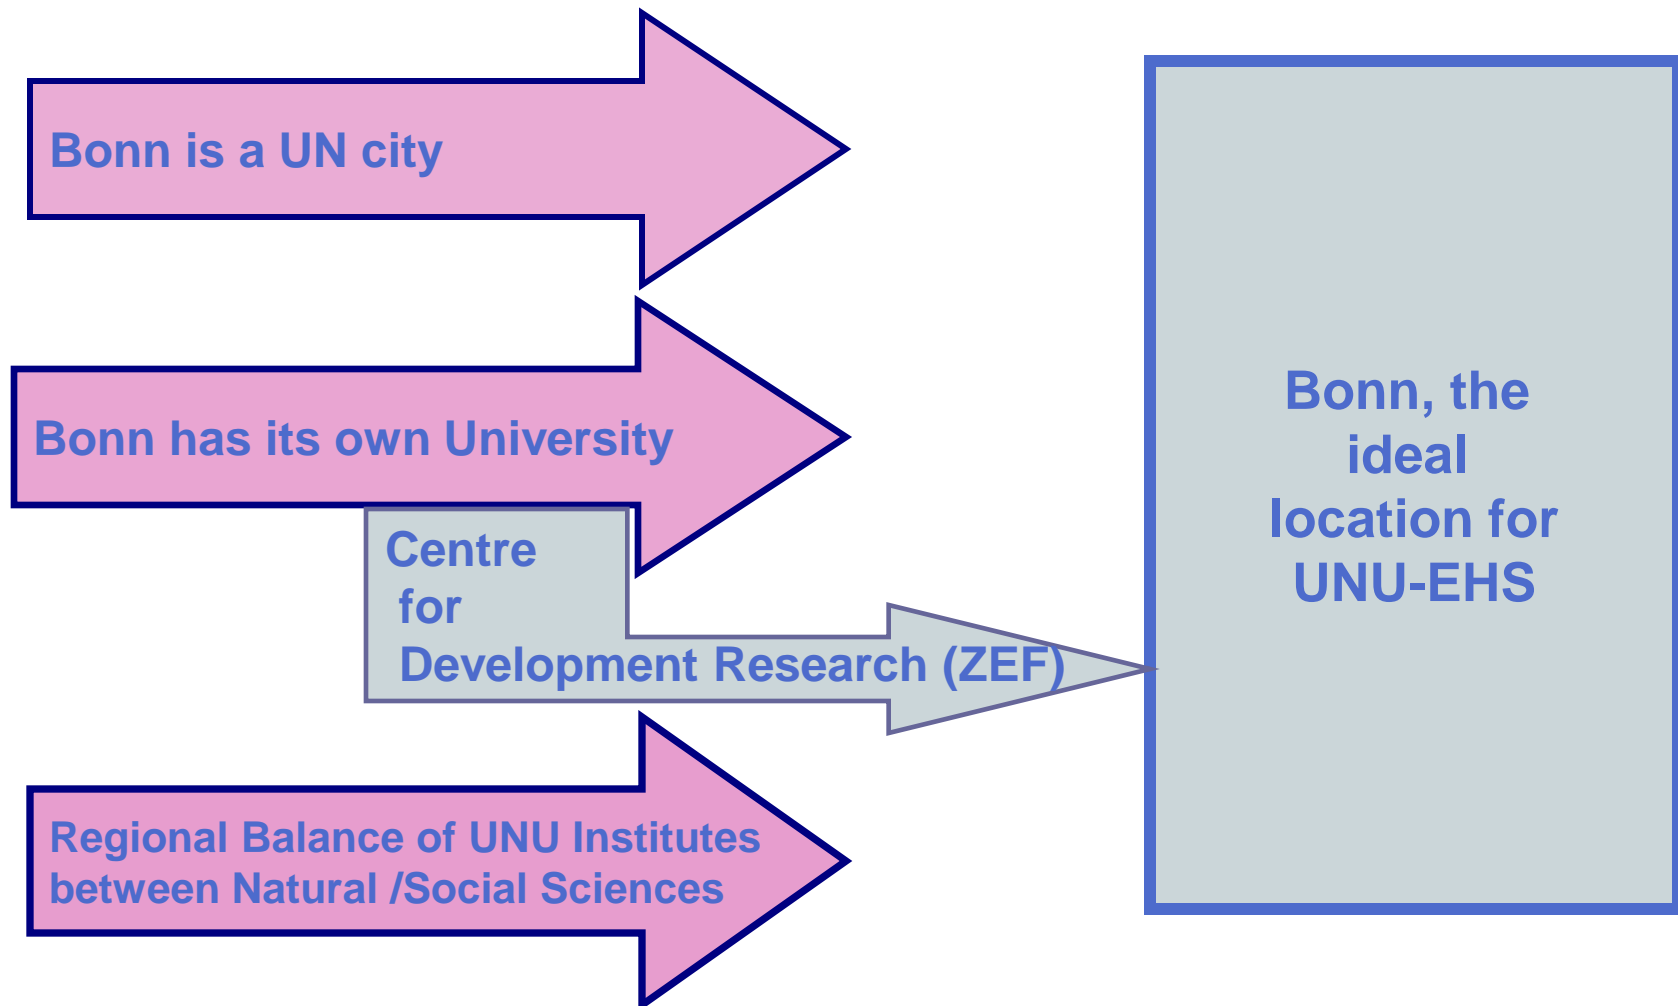 Bonn is a UN city
Bonn has its own University
Centre
for
Development Research (ZEF)
Regional Balance of UNU Institutes
between Natural /Social Sciences
Bonn, the
ideal
location for
UNU-EHS